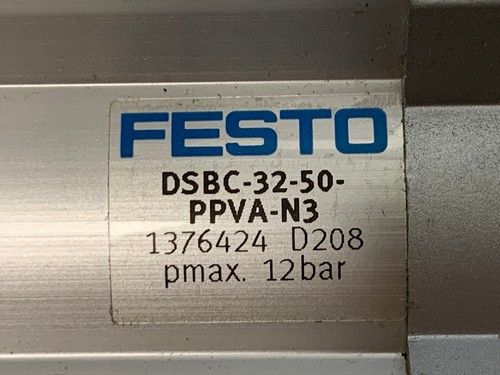 FESTO
DSBC-32-50-
PPVA-N3
1376424 D208
pmax. 12bar